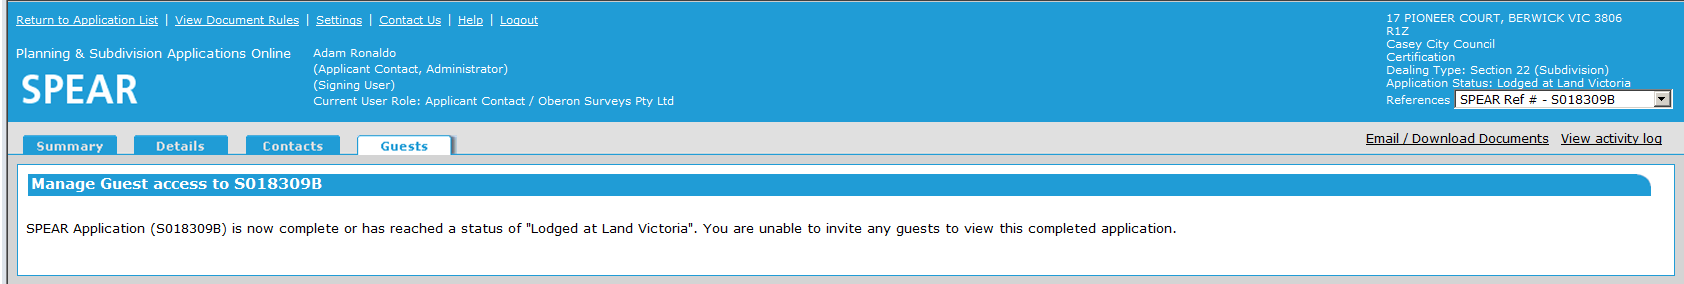 Return to Application List | View Document Rules | Settings | Contact Us | Help | Logout
Planning & Subdivision Applications Online
SPEAR
Adam Ronaldo
(Applicant Contact, Administrator)
(Signing User)
Current User Role: Applicant Contact / Oberon Surveys Pty Ltd
17 PIONEER COURT, BERWICK VIC 3806
R1Z
Casey City Council
Certification
Dealing Type: Section 22 (Subdivision)
Application Status: Lodged at Land Victoria
References SPEAR Ref # - S018309B
Summary Details Contacts Guests
Email / Download Documents View activity log
Manage Guest access to S018309B
SPEAR Application (S018309B) is now complete or has reached a status of "Lodged at Land Victoria". You are unable to invite any guests to view this completed application.